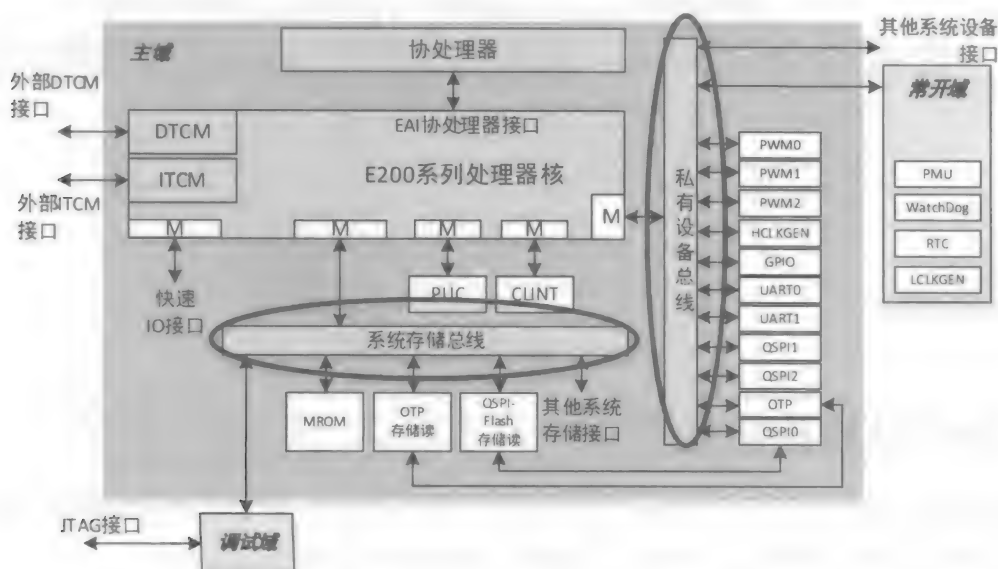 主域
协处理器
其他系统设备
接口
外部DTCM
接口
DTCM
EAI协处理器接口
常开域
ITCM
E200系列处理器核
外部ITCM
接口
M
M
M
M
M
快速
IO接口
PLIC
CLINT
私有设备总线
系统存储总线
MROM
OTP
存储读
QSPI-
Flash
存储读
其他系统
存储接口
PWM0
PWM1
PWM2
HCLKGEN
GPIO
UART0
UART1
QSPI1
QSPI2
OTP
QSPI0
PMU
WatchDog
RTC
LCLKGEN
JTAG接口
调试域